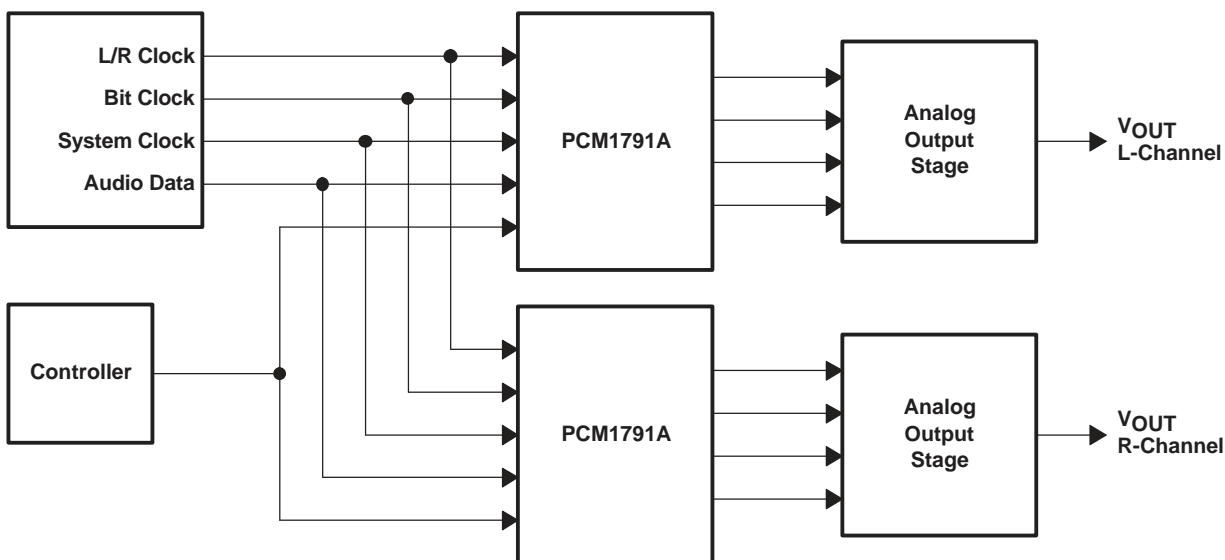 L/R Clock
Bit Clock
System Clock
Audio Data
PCM1791A
Analog
Output
Stage
VOUT
L-Channel
Controller
PCM1791A
Analog
Output
Stage
VOUT
R-Channel